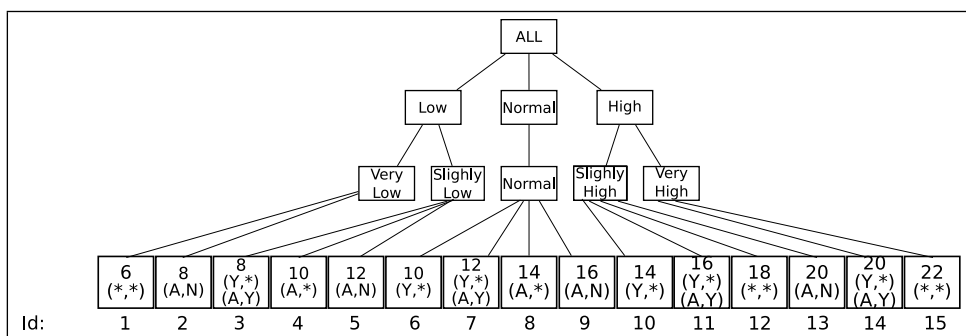 ALL
Low
Normal
High
Very
Low
Slighly
Low
Normal
Slighly
High
Very
High
6
(*,*)
8
(A,N)
8
(Y,*)
(A,Y)
10
(A,*)
12
(A,N)
10
(Y,*)
12
(Y,*)
(A,Y)
14
(A,*)
16
(A,N)
14
(Y,*)
16
(Y,*)
(A,Y)
18
(*,*)
20
(A,N)
20
(Y,*)
(A,Y)
22
(*,*)
Id: 1 2 3 4 5 6 7 8 9 10 11 12 13 14 15